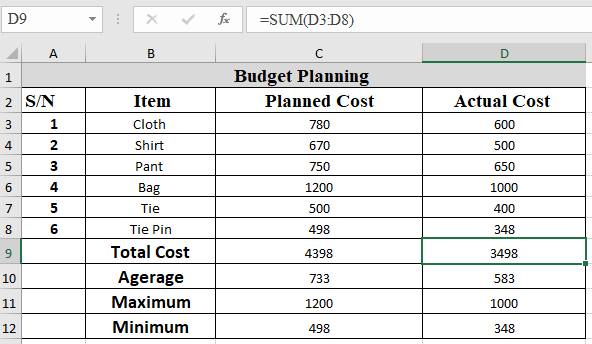 D9 fx =SUM(D3:D8)
A B C D
1 Budget Planning
2 S/N Item Planned Cost Actual Cost
3 1 Cloth 780 600
4 2 Shirt 670 500
5 3 Pant 750 650
6 4 Bag 1200 1000
7 5 Tie 500 400
8 6 Tie Pin 498 348
9 Total Cost 4398 3498
10 Agerage 733 583
11 Maximum 1200 1000
12 Minimum 498 348